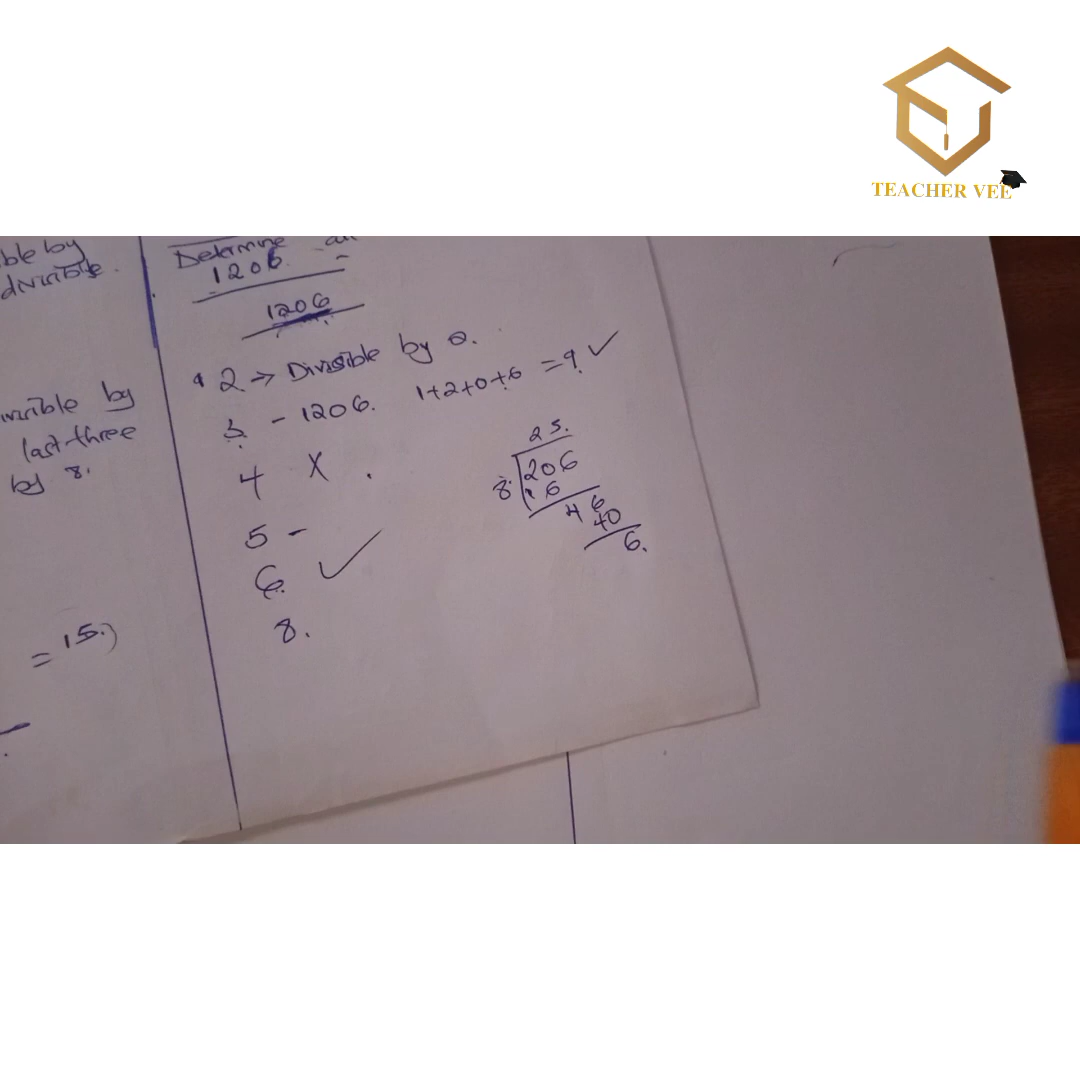 TEACHER VEE
ble by
divisible.
divisible by
last three
by 8.
= 15.)
Determine
1206.
1206
2 → Divisible by 2.
3 - 1206. 1+2+0+6 = 9. ✓
4 X .
5 -
6. ✓
8.
25.
8 206
16
46
40
6.